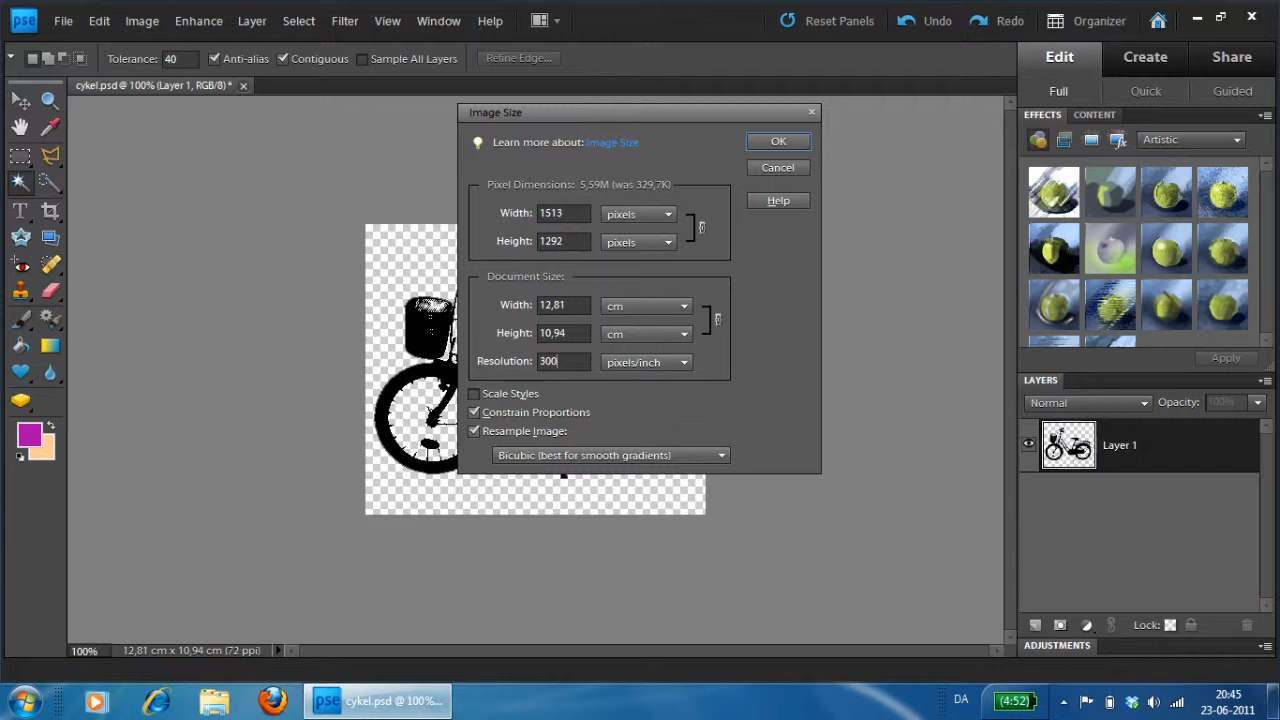 pse File Edit Image Enhance Layer Select Filter View Window Help Reset Panels Undo Redo Organizer
Tolerance: 40 Anti-alias Contiguous Sample All Layers Refine Edge... Edit Create Share
cykel.psd @ 100% (Layer 1, RGB/8) * Full Quick Guided
Image Size
EFFECTS CONTENT
Learn more about: Image Size OK
Artistic
Cancel
Pixel Dimensions: 5,59M (was 329,7K)
Help
Width: 1513 pixels
Height: 1292 pixels
Document Size:
Width: 12,81 cm
Height: 10,94 cm
Resolution: 300 pixels/inch
Apply
LAYERS
Scale Styles
Normal Opacity: 100%
Constrain Proportions
Resample Image:
Layer 1
Bicubic (best for smooth gradients)
Lock:
ADJUSTMENTS
100% 12,81 cm x 10,94 cm (72 ppi)
pse cykel.psd @ 100%... DA (4:52) 20:45
23-06-2011